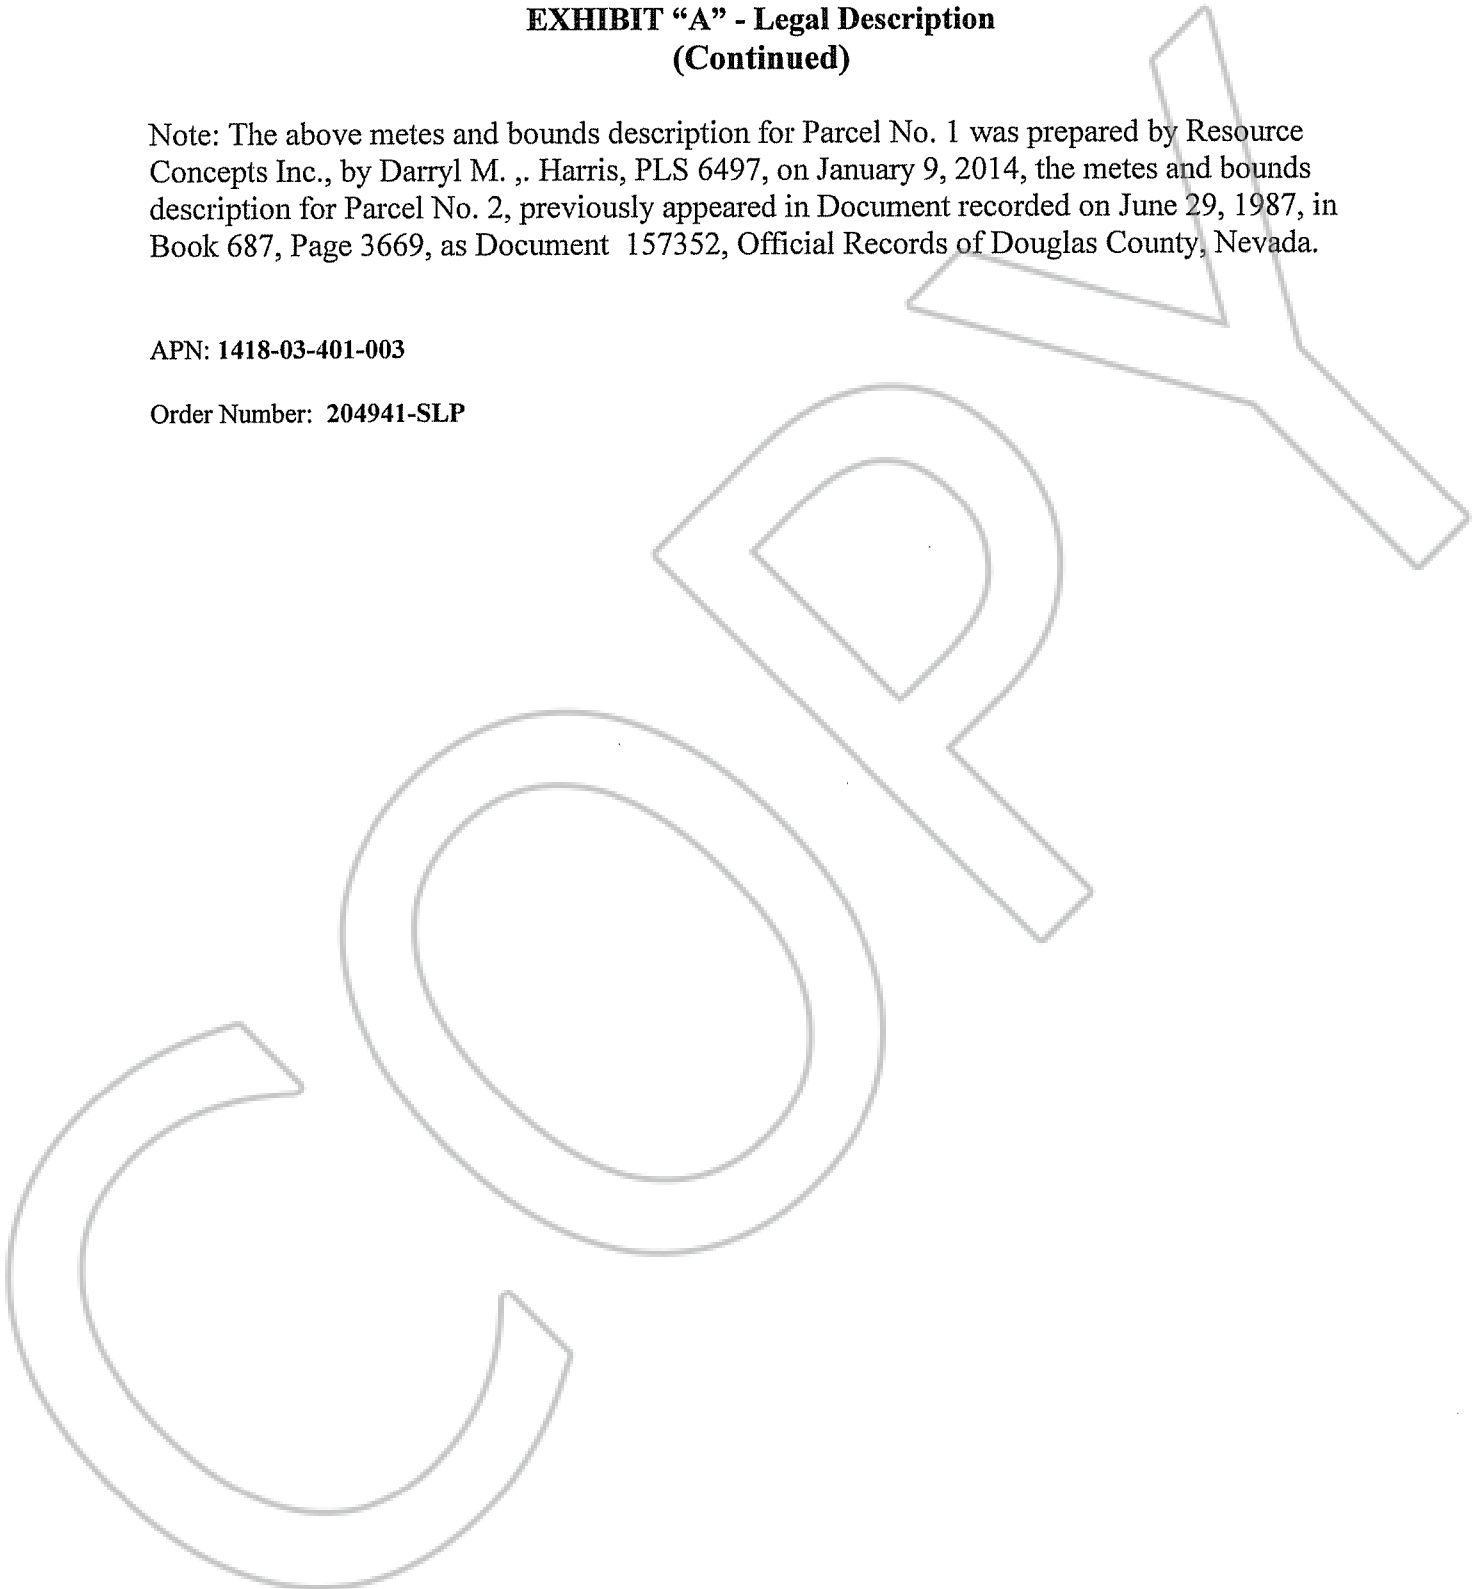 EXHIBIT “A” - Legal Description
(Continued)
Note: The above metes and bounds description for Parcel No. 1 was prepared by Resource
Concepts Inc., by Darryl M. ,. Harris, PLS 6497, on January 9, 2014, the metes and bounds
description for Parcel No. 2, previously appeared in Document recorded on June 29, 1987, in
Book 687, Page 3669, as Document  157352, Official Records of Douglas County, Nevada.
APN: 1418-03-401-003
Order Number:  204941-SLP
COPY